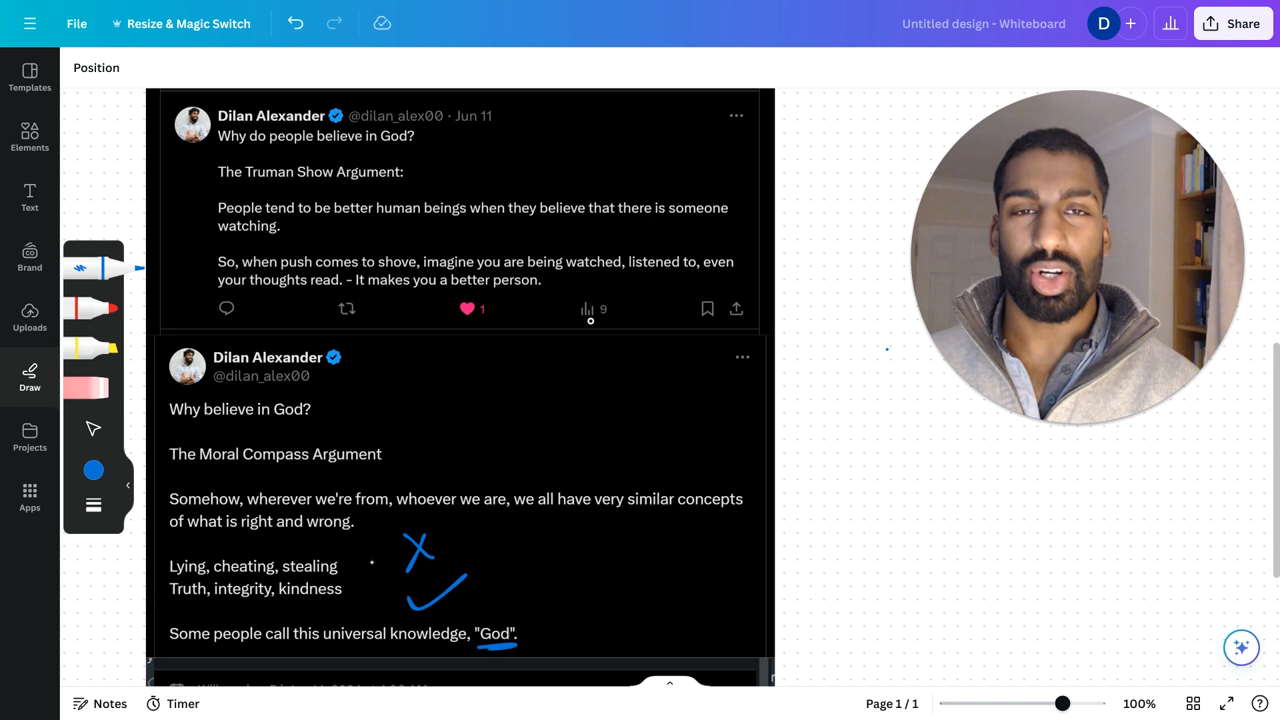 File
Resize & Magic Switch
Untitled design - Whiteboard
D
Share
Position
Templates
Elements
Text
Brand
Uploads
Draw
Projects
Apps
Dilan Alexander @dilan_alex00 · Jun 11
Why do people believe in God?
The Truman Show Argument:
People tend to be better human beings when they believe that there is someone
watching.
So, when push comes to shove, imagine you are being watched, listened to, even
your thoughts read. - It makes you a better person.
1
9
Dilan Alexander
@dilan_alex00
Why believe in God?
The Moral Compass Argument
Somehow, wherever we're from, whoever we are, we all have very similar concepts
of what is right and wrong.
Lying, cheating, stealing
Truth, integrity, kindness
Some people call this universal knowledge, "God".
Notes
Timer
Page 1 / 1
100%